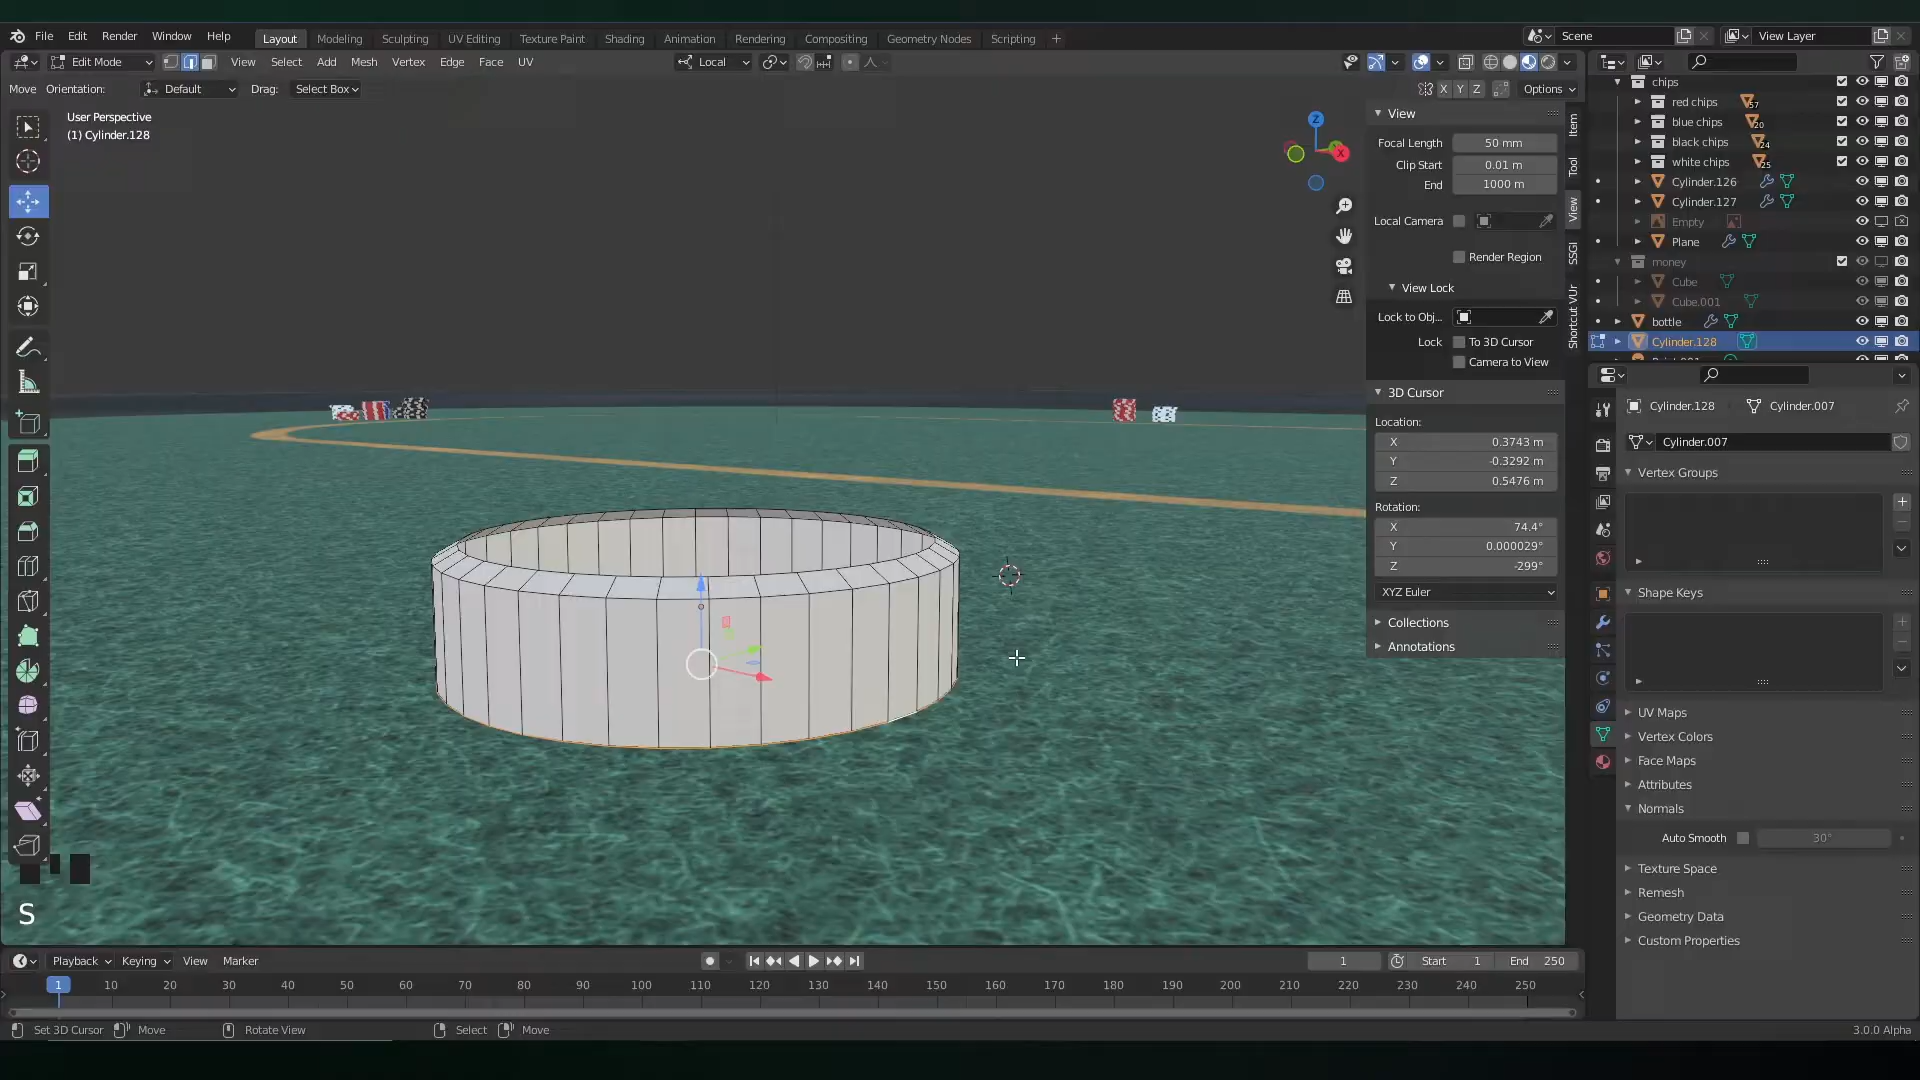 File Edit Render Window Help Layout Modeling Sculpting UV Editing Texture Paint Shading Animation Rendering Compositing Geometry Nodes Scripting + Scene View Layer
Edit Mode View Select Add Mesh Vertex Edge Face UV Local
Move Orientation: Default Drag: Select Box X Y Z Options
User Perspective
(1) Cylinder.128
Z
X
View
Focal Length 50 mm
Clip Start 0.01 m
End 1000 m
Local Camera
Render Region
View Lock
Lock to Obj...
Lock To 3D Cursor
Camera to View
3D Cursor
Location:
X 0.3743 m
Y -0.3292 m
Z 0.5476 m
Rotation:
X 74.4°
Y 0.000029°
Z -299°
XYZ Euler
Collections
Annotations
Item
Tool
View
SSGI
Shortcut VUr
chips
red chips 57
blue chips 20
black chips 24
white chips 25
Cylinder.126
Cylinder.127
Empty
Plane
money
Cube
Cube.001
bottle
Cylinder.128
Cylinder.128 Cylinder.007
Cylinder.007
Vertex Groups
Shape Keys
UV Maps
Vertex Colors
Face Maps
Attributes
Normals
Auto Smooth 30°
Texture Space
Remesh
Geometry Data
Custom Properties
S
Playback Keying View Marker 1 Start 1 End 250
1 10 20 30 40 50 60 70 80 90 100 110 120 130 140 150 160 170 180 190 200 210 220 230 240 250
Set 3D Cursor Move Rotate View Select Move 3.0.0 Alpha